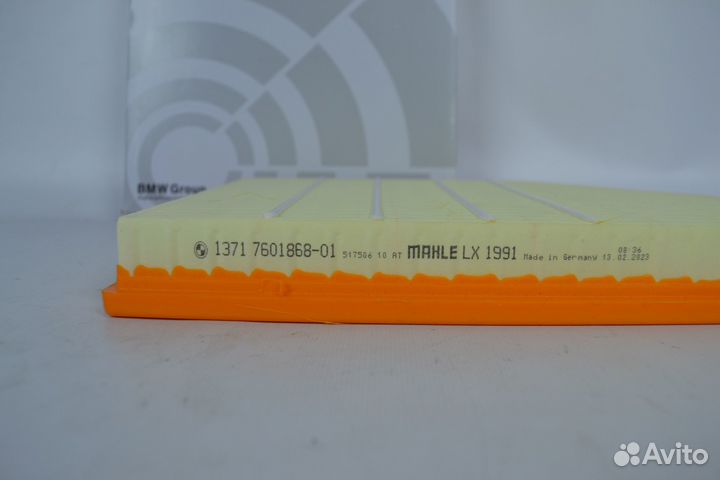 BMW Group
08:36
1371 7601868-01 517506 10 AT MAHLE LX 1991 Made in GermanW 13.02.2023
Avito